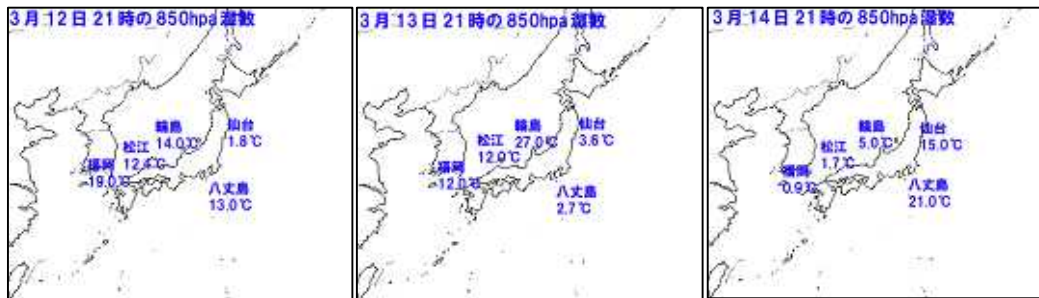 3月12日21時の850hpa湿数
輪島
14.0℃
仙台
1.8℃
松江
12.4℃
福岡
19.0℃
八丈島
13.0℃
3月13日21時の850hpa湿数
輪島
27.0℃
仙台
3.6℃
松江
12.0℃
福岡
12.0℃
八丈島
2.7℃
3月14日21時の850hpa湿数
輪島
5.0℃
仙台
15.0℃
松江
1.7℃
福岡
0.9℃
八丈島
21.0℃